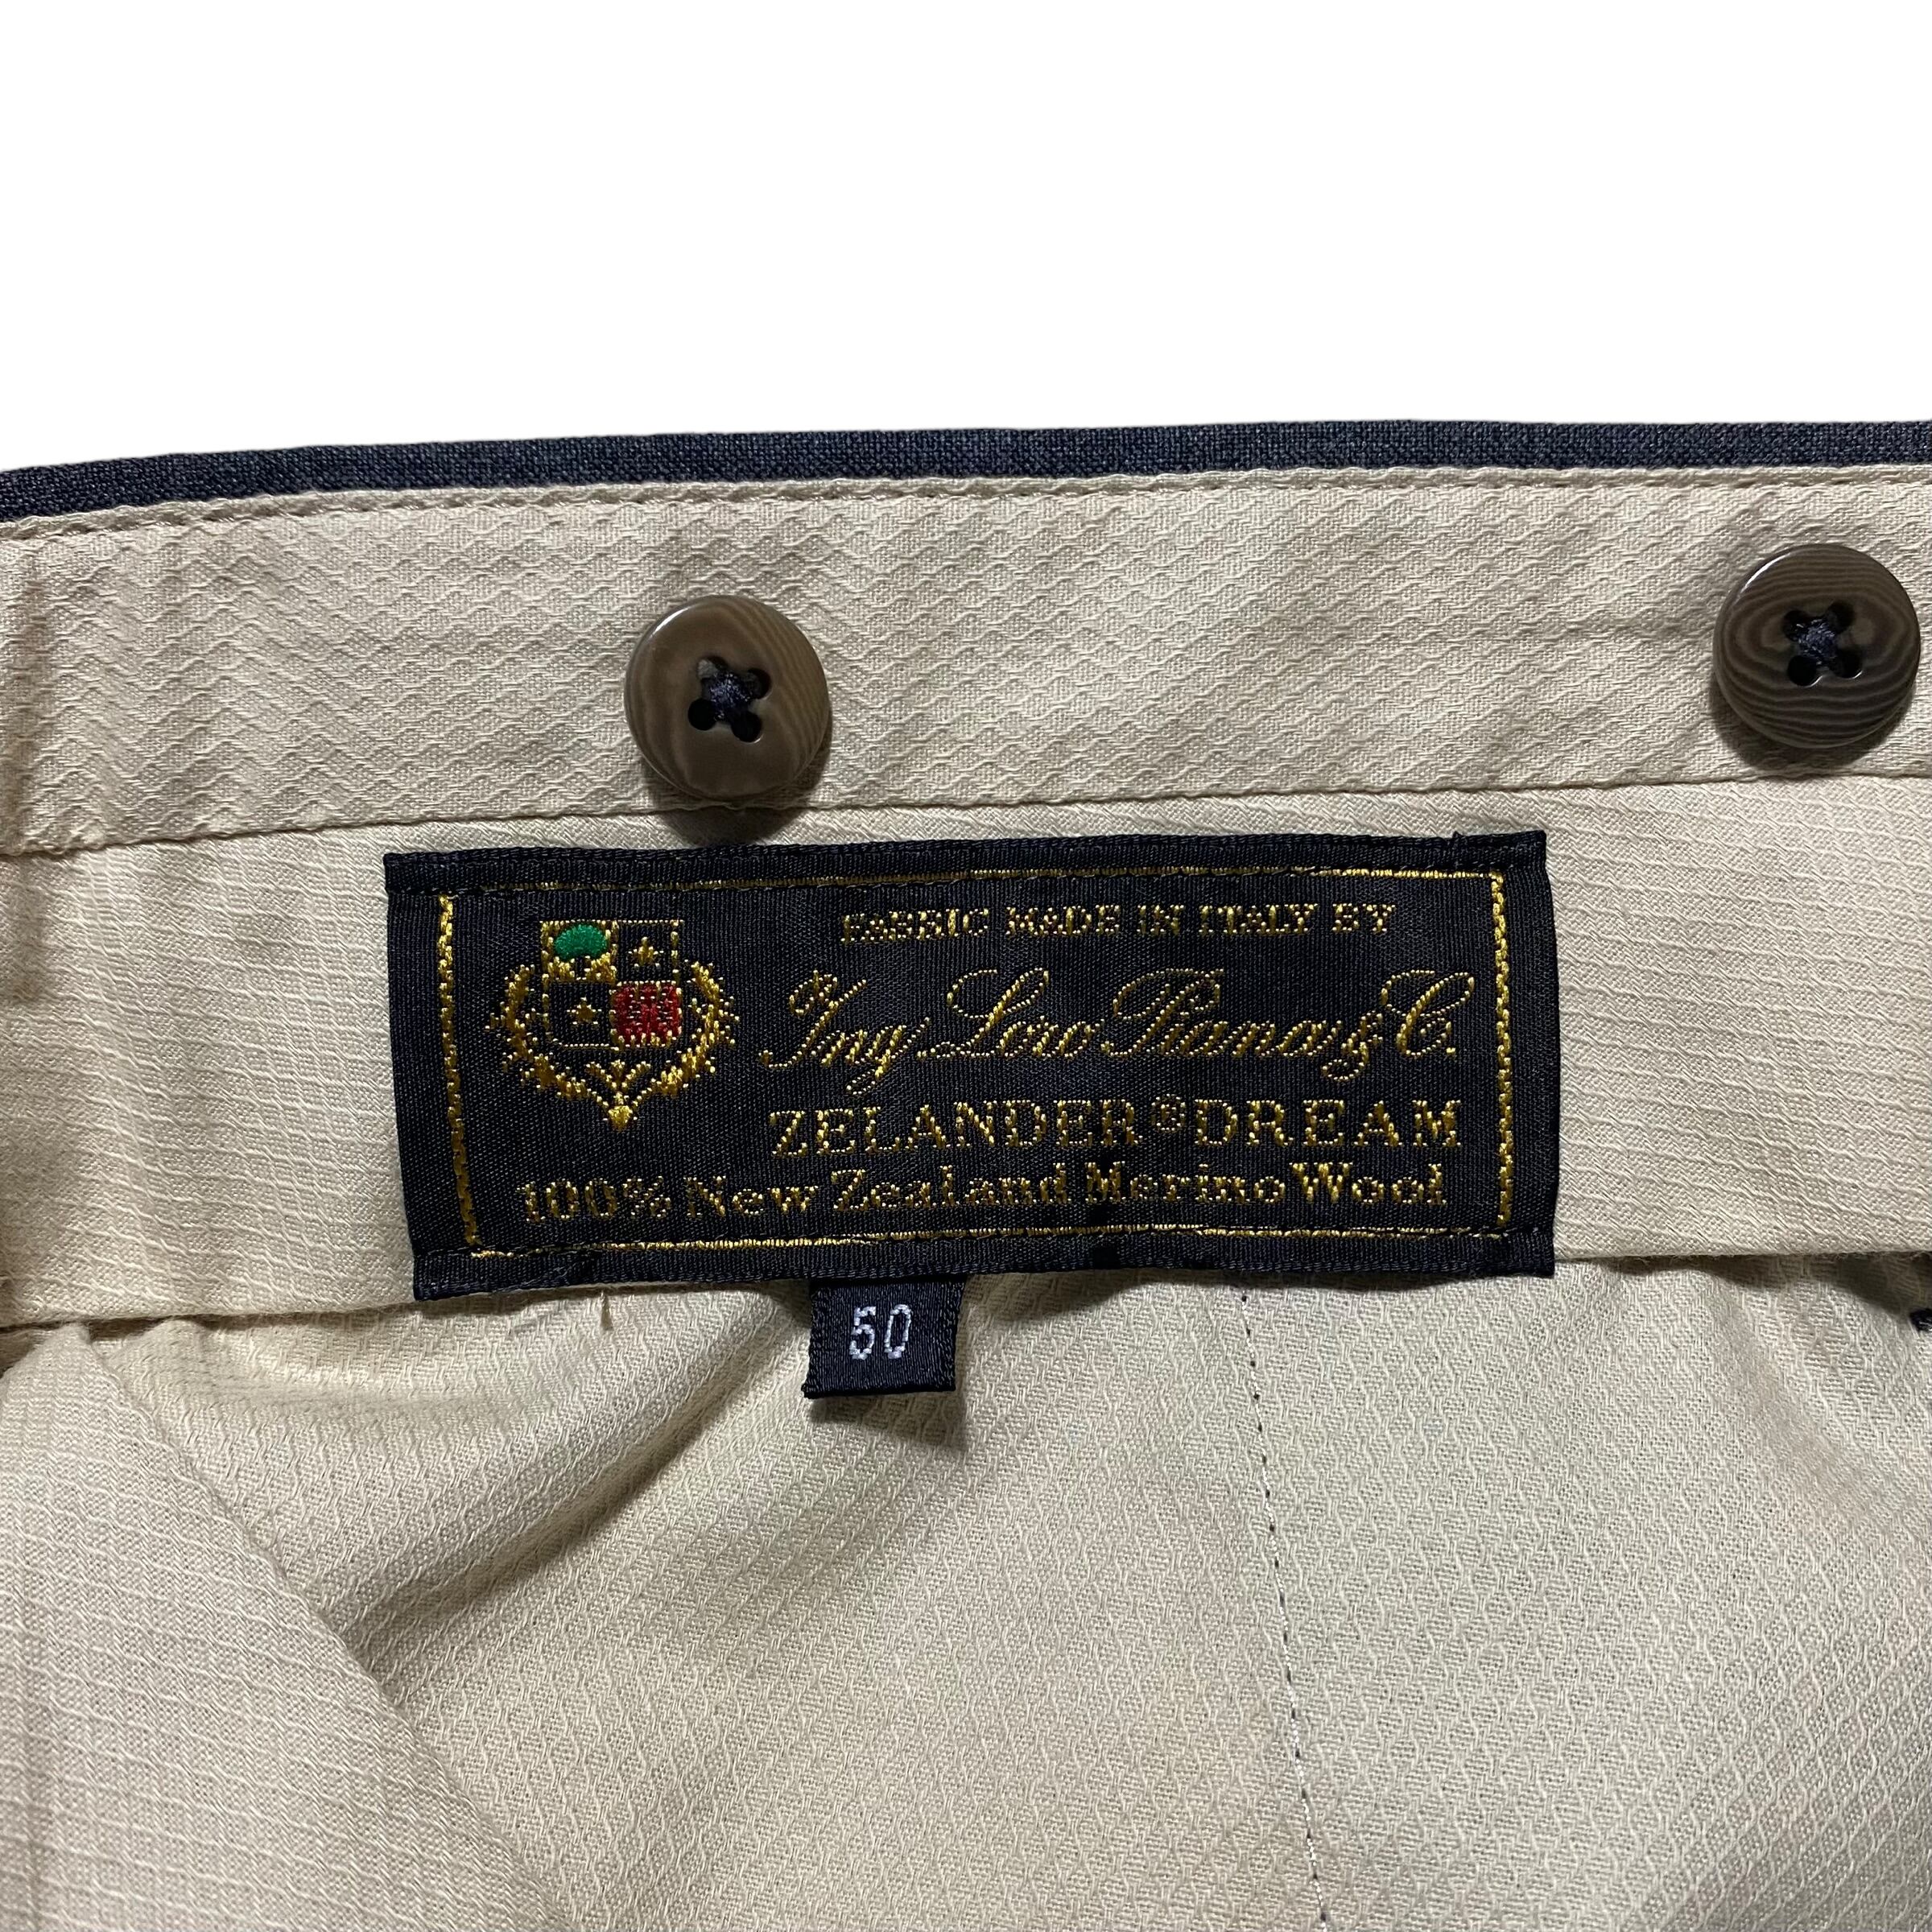 FABRIC MADE IN ITALY BY
Ing. Loro Piana & C.
ZELANDER® DREAM
100% New Zealand Merino Wool
50